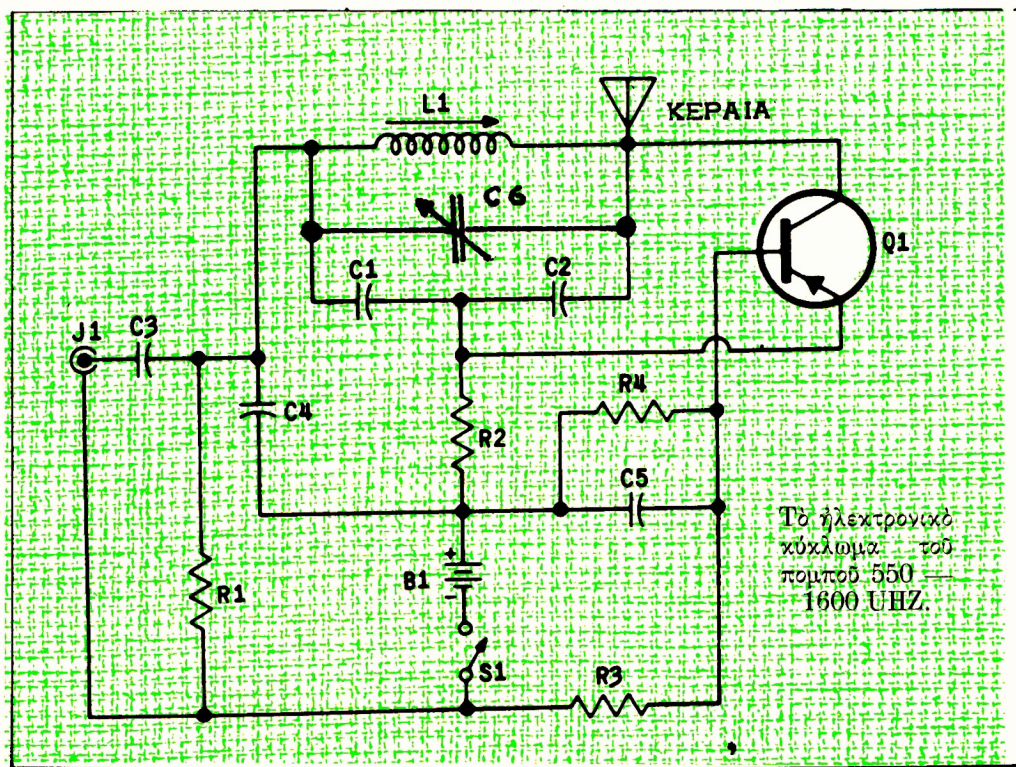 L1
ΚΕΡΑΙΑ
C 6
Q1
C1
C2
J1
C3
C4
R2
R4
C5
Τὸ ἠλεκτρονικὸ
κύκλωμα τοῦ
πομποῦ 550 —
1600 UHZ.
+
B1
-
R1
S1
R3